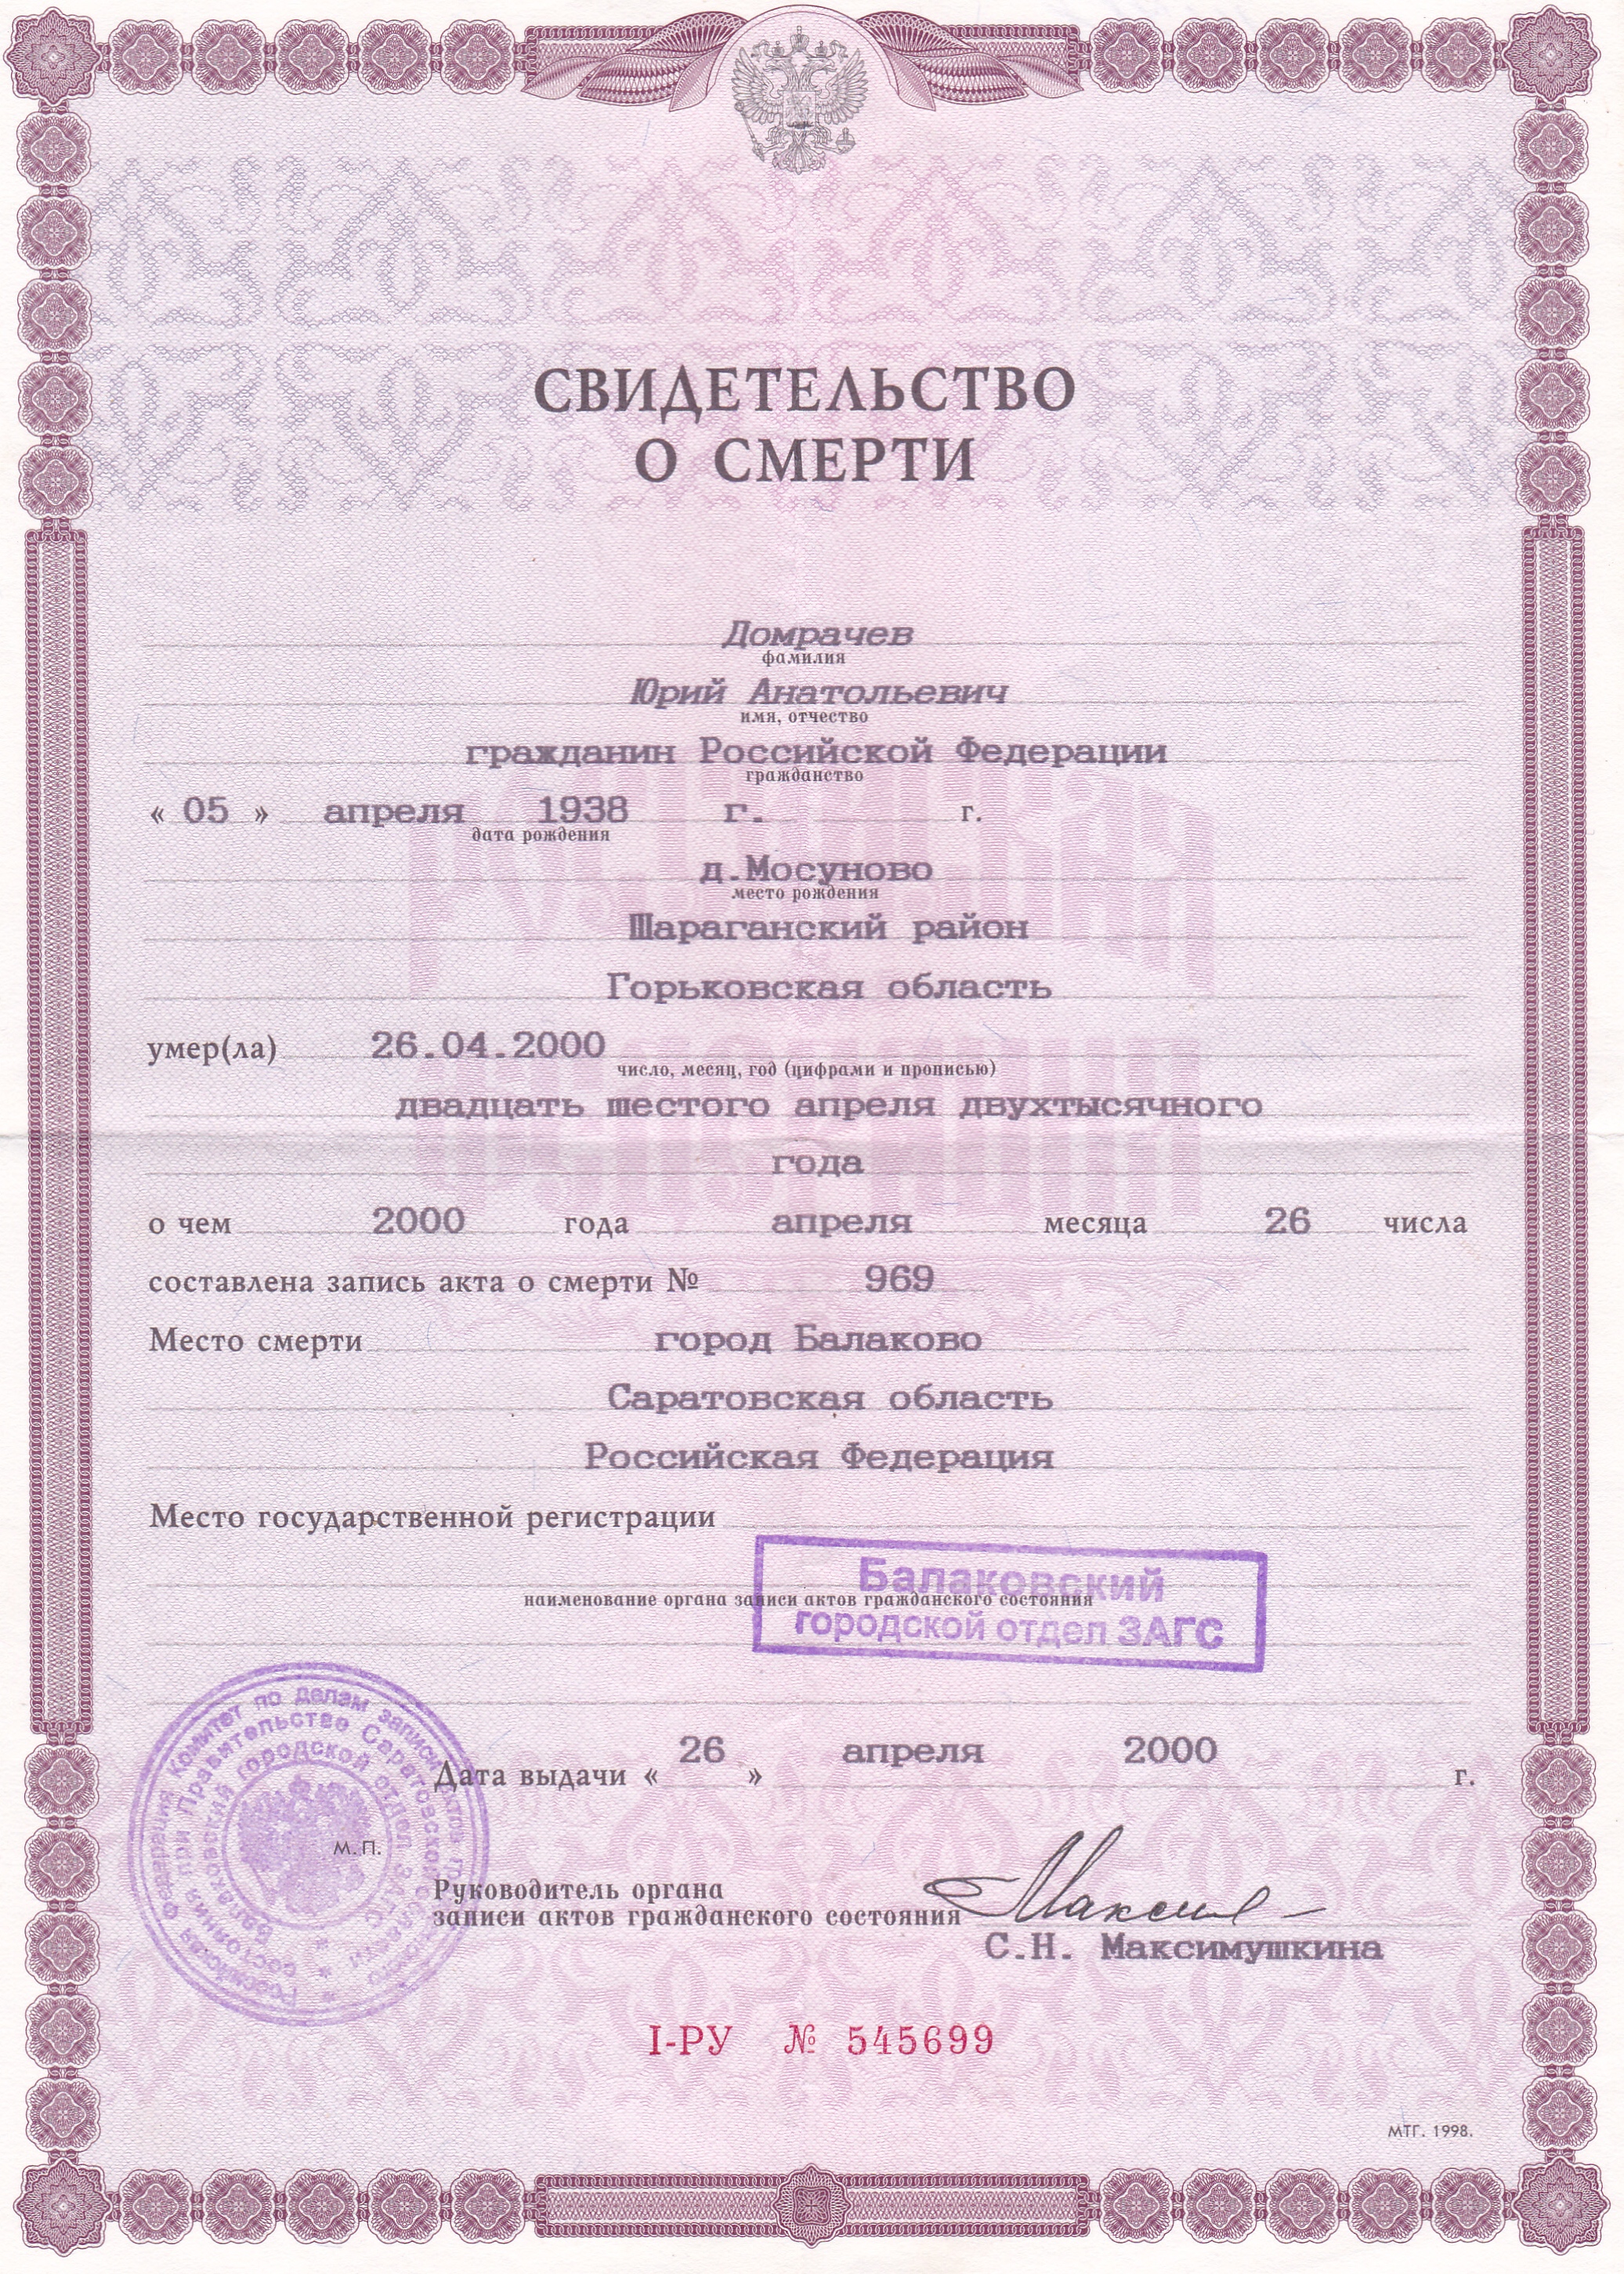 СВИДЕТЕЛЬСТВО
О СМЕРТИ
Домрачев
фамилия
Юрий Анатольевич
имя, отчество
гражданин Российской Федерации
гражданство
« 05 » апреля 1938 г. г.
дата рождения
д.Мосуново
место рождения
Шараганский район
Горьковская область
умер(ла) 26.04.2000
число, месяц, год (цифрами и прописью)
двадцать шестого апреля двухтысячного
года
о чем 2000 года апреля месяца 26 числа
составлена запись акта о смерти № 969
Место смерти город Балаково
Саратовская область
Российская Федерация
Место государственной регистрации
Балаковский
наименование органа записи актов гражданского состояния
городской отдел ЗАГС
Российская Федерация Комитет по делам записи актов
состояния при Правительстве Саратовской области
Балаковский городской отдел ЗАГС
Дата выдачи « 26 » апреля 2000 г.
М.П.
Руководитель органа
записи актов гражданского состояния
С.Н. Максимушкина
I-РУ № 545699
МТГ. 1998.